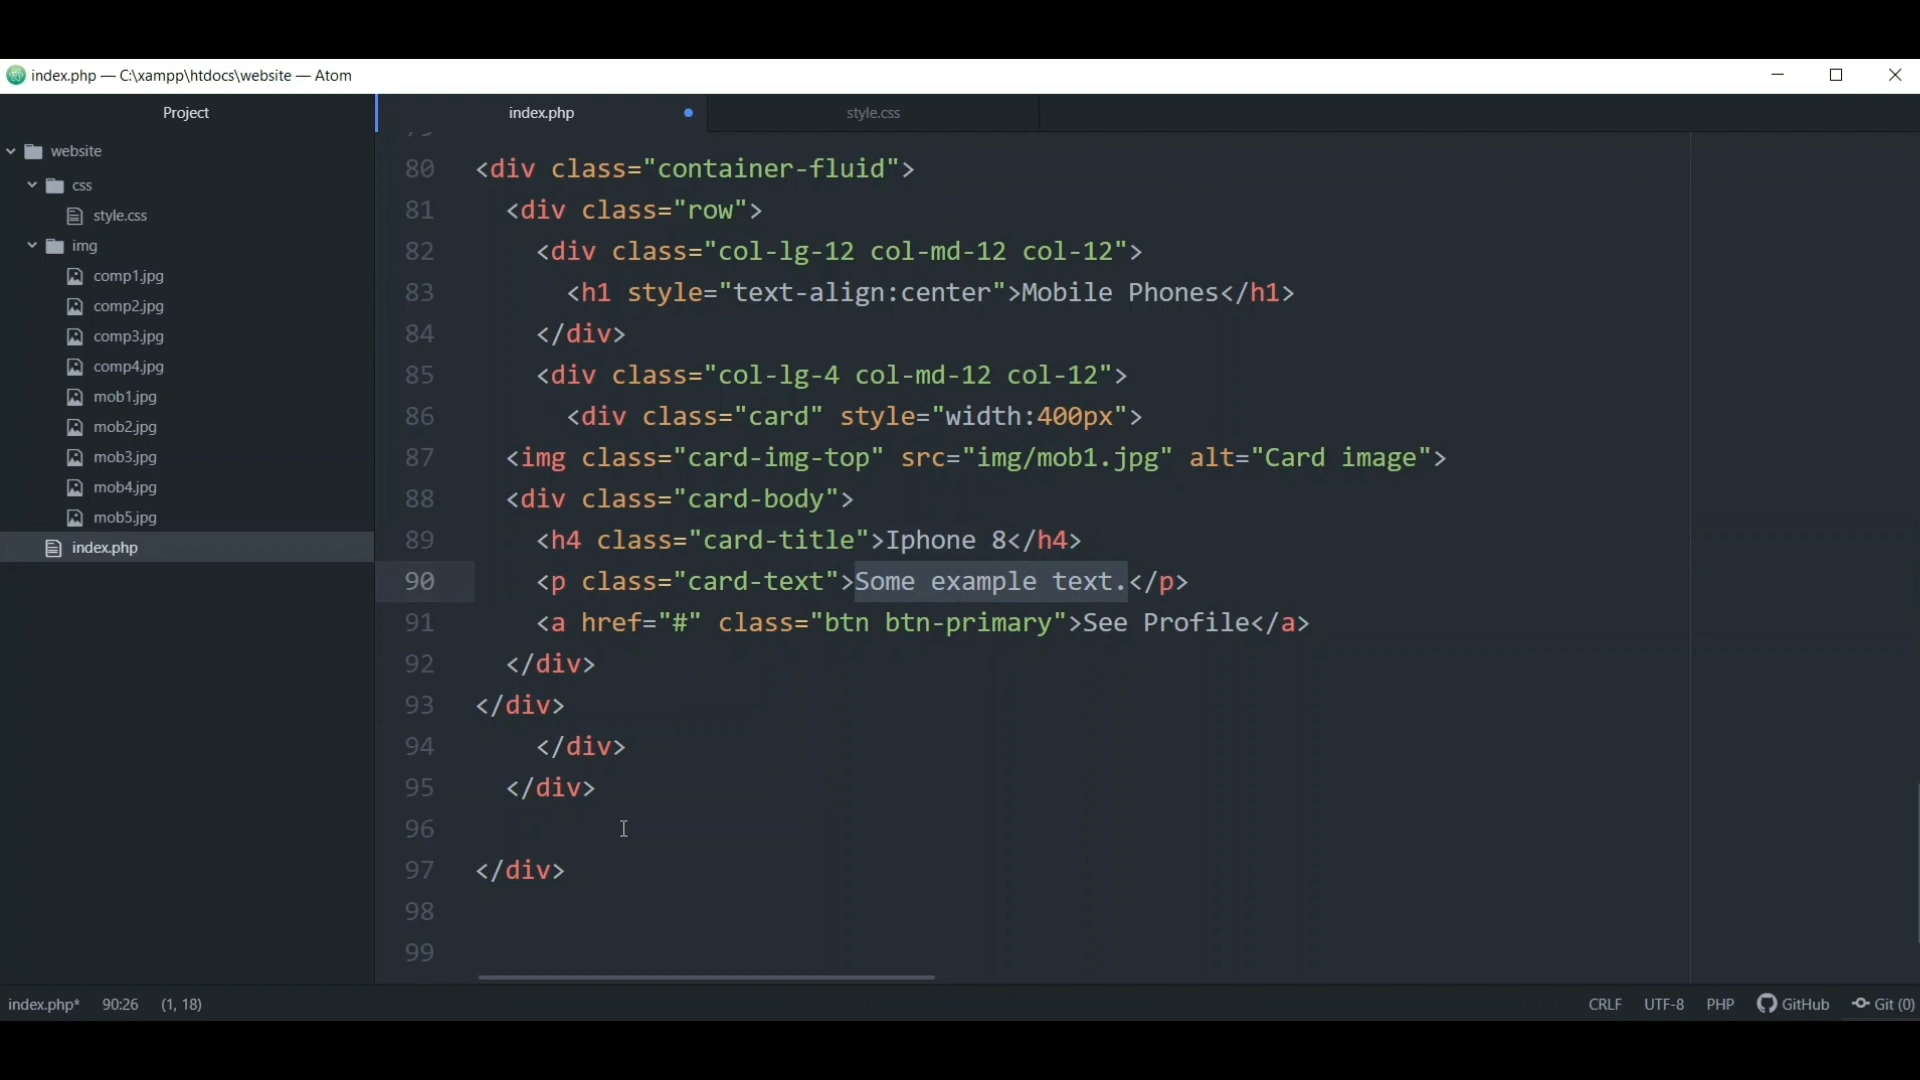 index.php — C:\xampp\htdocs\website — Atom
Project
index.php
style.css
website
css
style.css
img
comp1.jpg
comp2.jpg
comp3.jpg
comp4.jpg
mob1.jpg
mob2.jpg
mob3.jpg
mob4.jpg
mob5.jpg
index.php
80 <div class="container-fluid">
81 <div class="row">
82 <div class="col-lg-12 col-md-12 col-12">
83 <h1 style="text-align:center">Mobile Phones</h1>
84 </div>
85 <div class="col-lg-4 col-md-12 col-12">
86 <div class="card" style="width:400px">
87 <img class="card-img-top" src="img/mob1.jpg" alt="Card image">
88 <div class="card-body">
89 <h4 class="card-title">Iphone 8</h4>
90 <p class="card-text">Some example text.</p>
91 <a href="#" class="btn btn-primary">See Profile</a>
92 </div>
93 </div>
94 </div>
95 </div>
96
97 </div>
98
99
index.php* 90:26 (1, 18)
CRLF UTF-8 PHP GitHub Git (0)